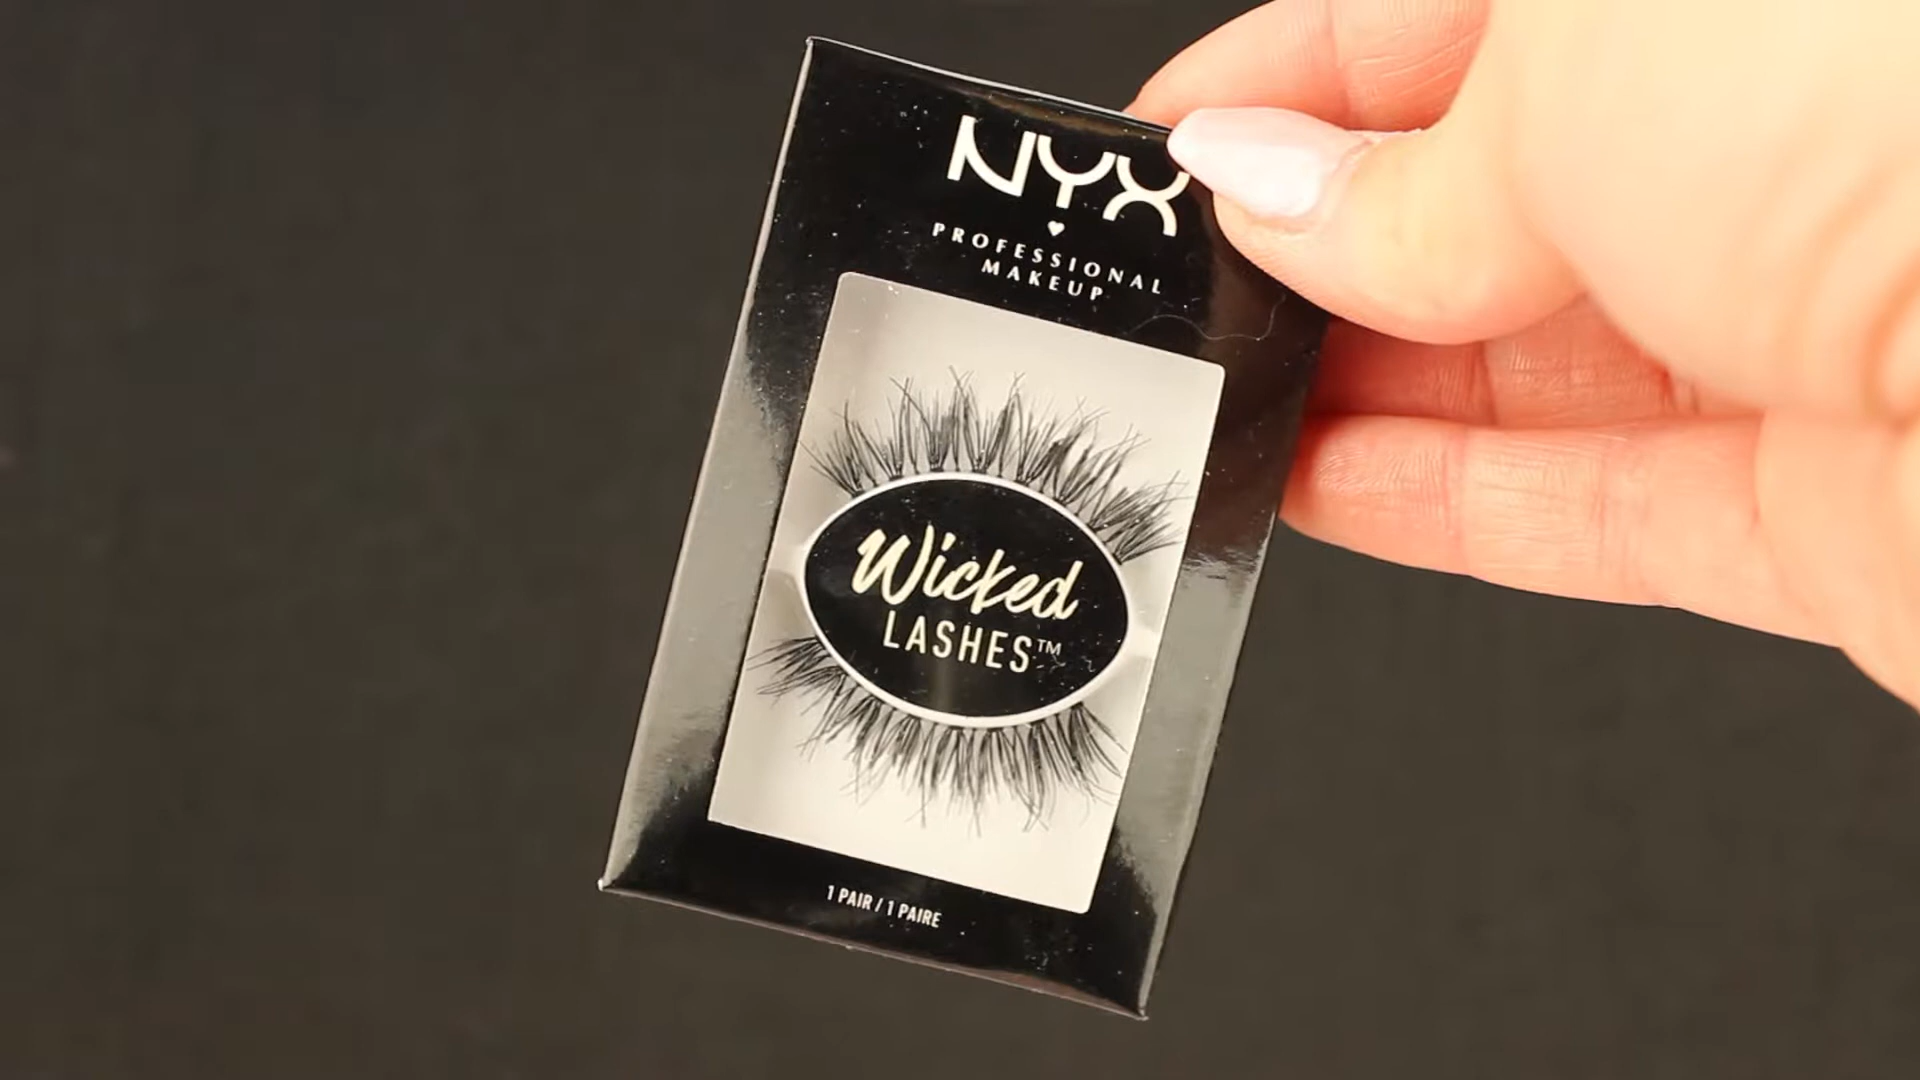 NYX
PROFESSIONAL
MAKEUP
Wicked
LASHES™
1 PAIR / 1 PAIRE